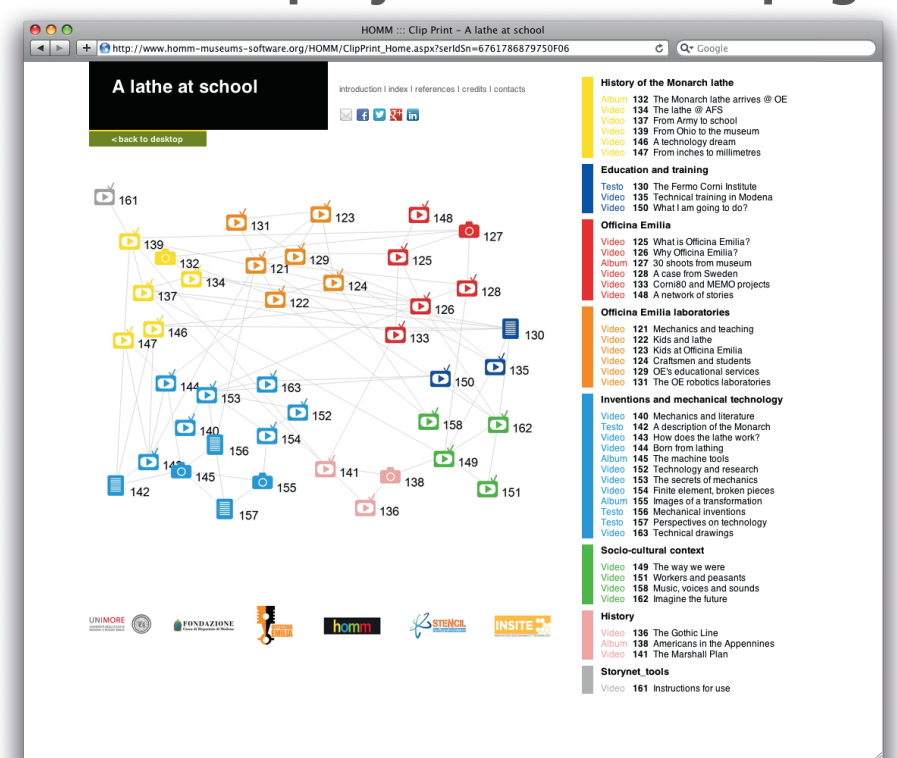 HOMM ::: Clip Print – A lathe at school
http://www.homm-museums-software.org/HOMM/ClipPrint_Home.aspx?serIdSn=6761786879750F06
Google
A lathe at school
introduction I index I references I credits I contacts
< back to desktop
161
139
132
134
137
146
147
131
123
129
121
124
122
148
127
125
128
126
133
130
135
150
144
153
163
152
140
156
154
145
142
155
157
158
162
149
151
141
138
136
History of the Monarch lathe
Album 132 The Monarch lathe arrives @ OE
Video 134 The lathe @ AFS
Video 137 From Army to school
Video 139 From Ohio to the museum
Video 146 A technology dream
Video 147 From inches to millimetres
Education and training
Testo 130 The Fermo Corni Institute
Video 135 Technical training in Modena
Video 150 What I am going to do?
Officina Emilia
Video 125 What is Officina Emilia?
Video 126 Why Officina Emilia?
Album 127 30 shoots from museum
Video 128 A case from Sweden
Video 133 Corni80 and MEMO projects
Video 148 A network of stories
Officina Emilia laboratories
Video 121 Mechanics and teaching
Video 122 Kids and lathe
Video 123 Kids at Officina Emilia
Video 124 Craftsmen and students
Video 129 OE's educational services
Video 131 The OE robotics laboratories
Inventions and mechanical technology
Video 140 Mechanics and literature
Testo 142 A description of the Monarch
Video 143 How does the lathe work?
Video 144 Born from lathing
Album 145 The machine tools
Video 152 Technology and research
Video 153 The secrets of mechanics
Video 154 Finite element, broken pieces
Album 155 Images of a transformation
Testo 156 Mechanical inventions
Testo 157 Perspectives on technology
Video 163 Technical drawings
Socio-cultural context
Video 149 The way we were
Video 151 Workers and peasants
Video 158 Music, voices and sounds
Video 162 Imagine the future
History
Video 136 The Gothic Line
Album 138 Americans in the Appennines
Video 141 The Marshall Plan
Storynet_tools
Video 161 Instructions for use
UNIMORE
FONDAZIONE
OFFICINA
EMILIA
homm
STENCIL
INSITE